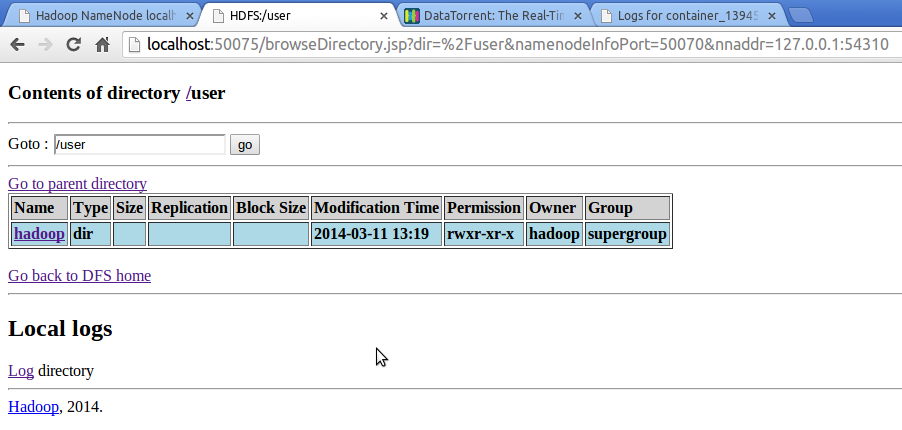 Hadoop NameNode localh
HDFS:/user
DataTorrent: The Real-Tim
Logs for container_13945
localhost:50075/browseDirectory.jsp?dir=%2Fuser&namenodeInfoPort=50070&nnaddr=127.0.0.1:54310
Contents of directory /user
Goto : /user go
Go to parent directory
Name Type Size Replication Block Size Modification Time Permission Owner Group
hadoop dir 2014-03-11 13:19 rwxr-xr-x hadoop supergroup
Go back to DFS home
Local logs
Log directory
Hadoop, 2014.